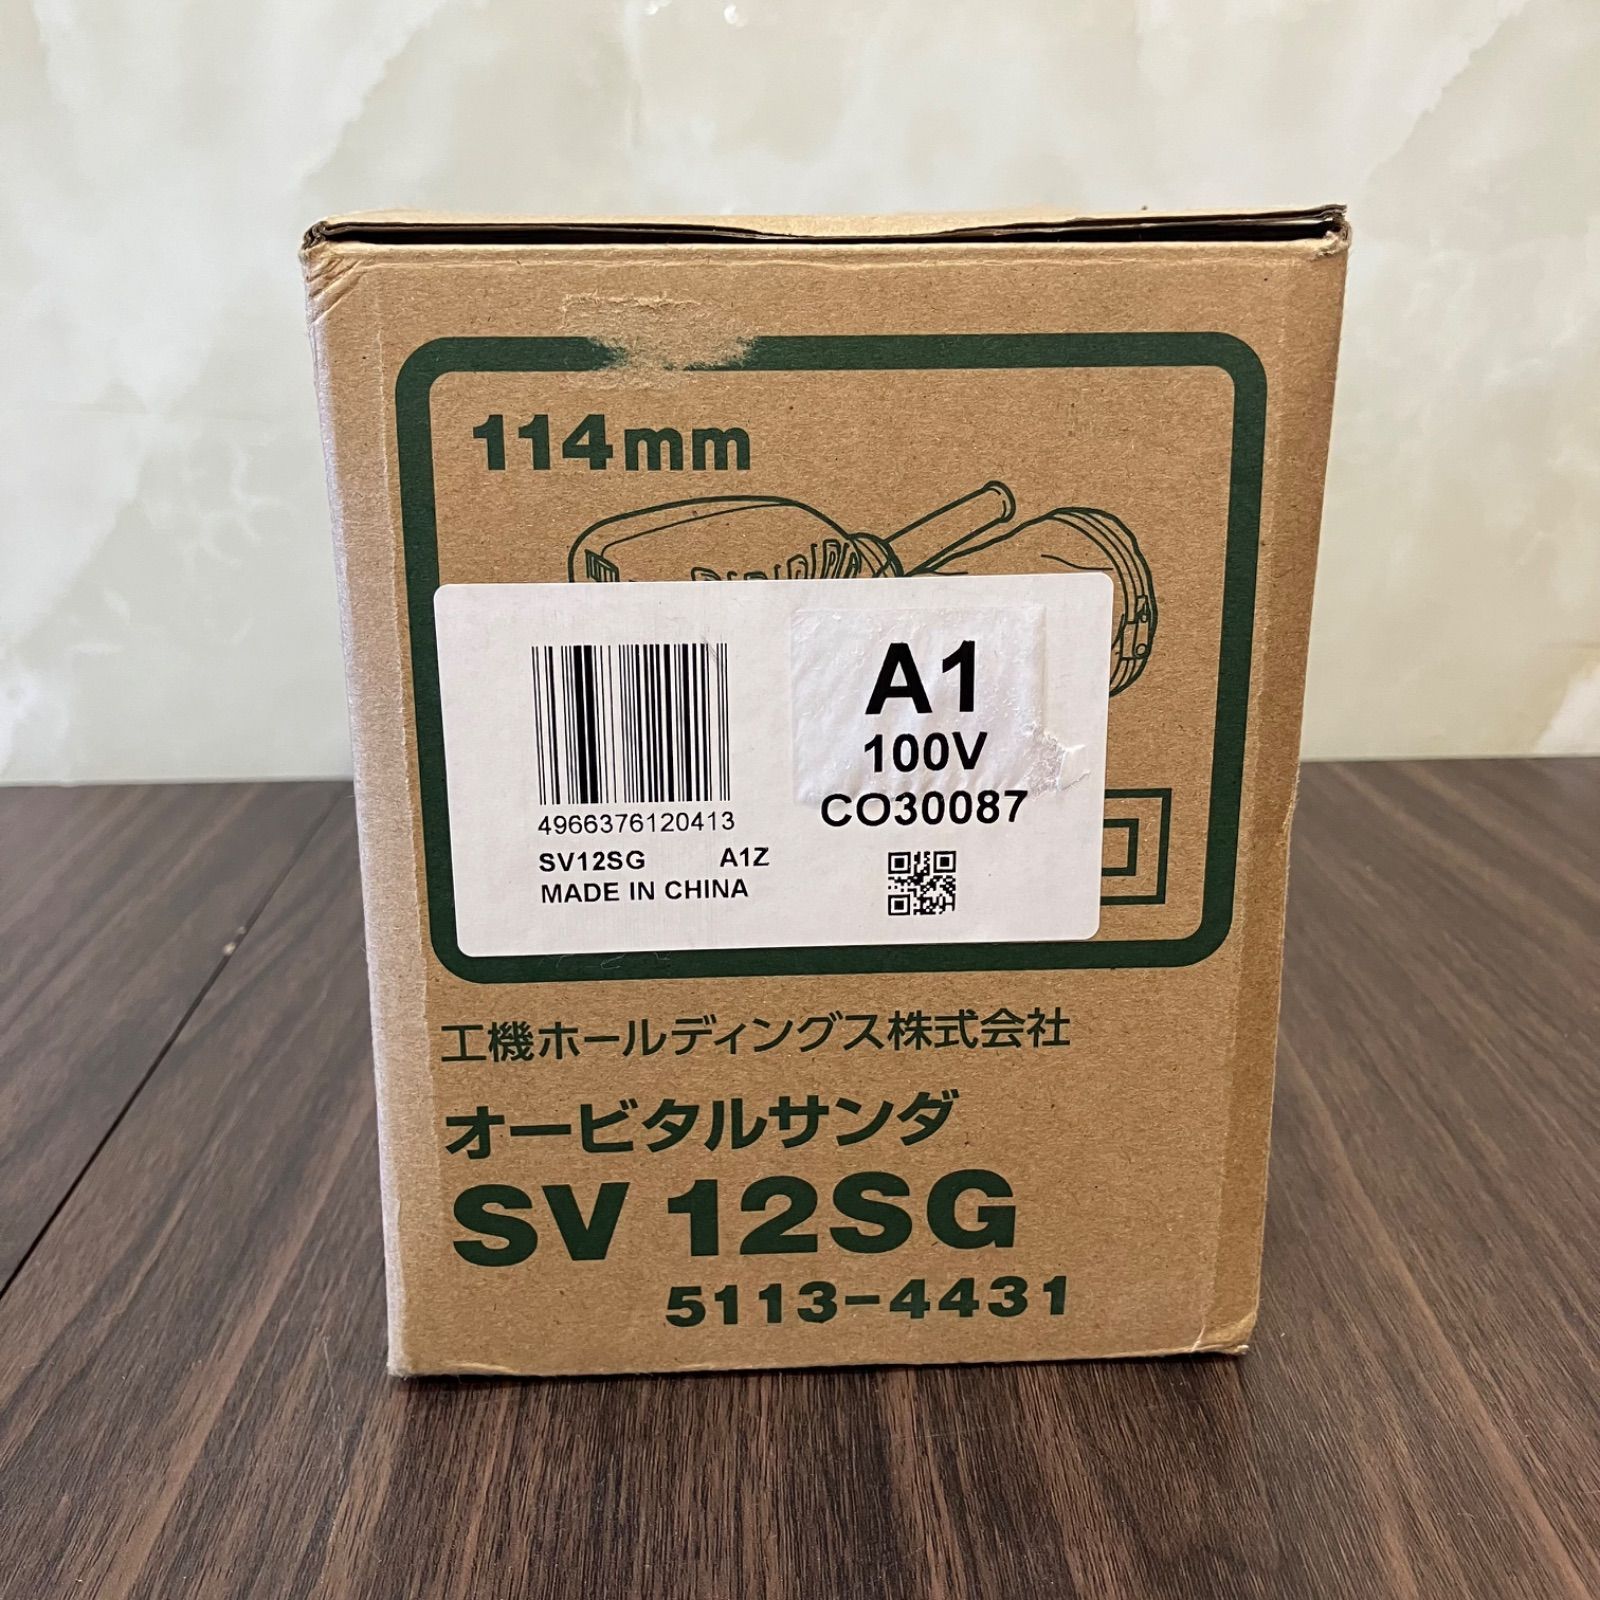 114mm
A1
100V
CO30087
4966376120413
SV12SG A1Z
MADE IN CHINA
工機ホールディングス株式会社
オービタルサンダ
SV 12SG
5113-4431